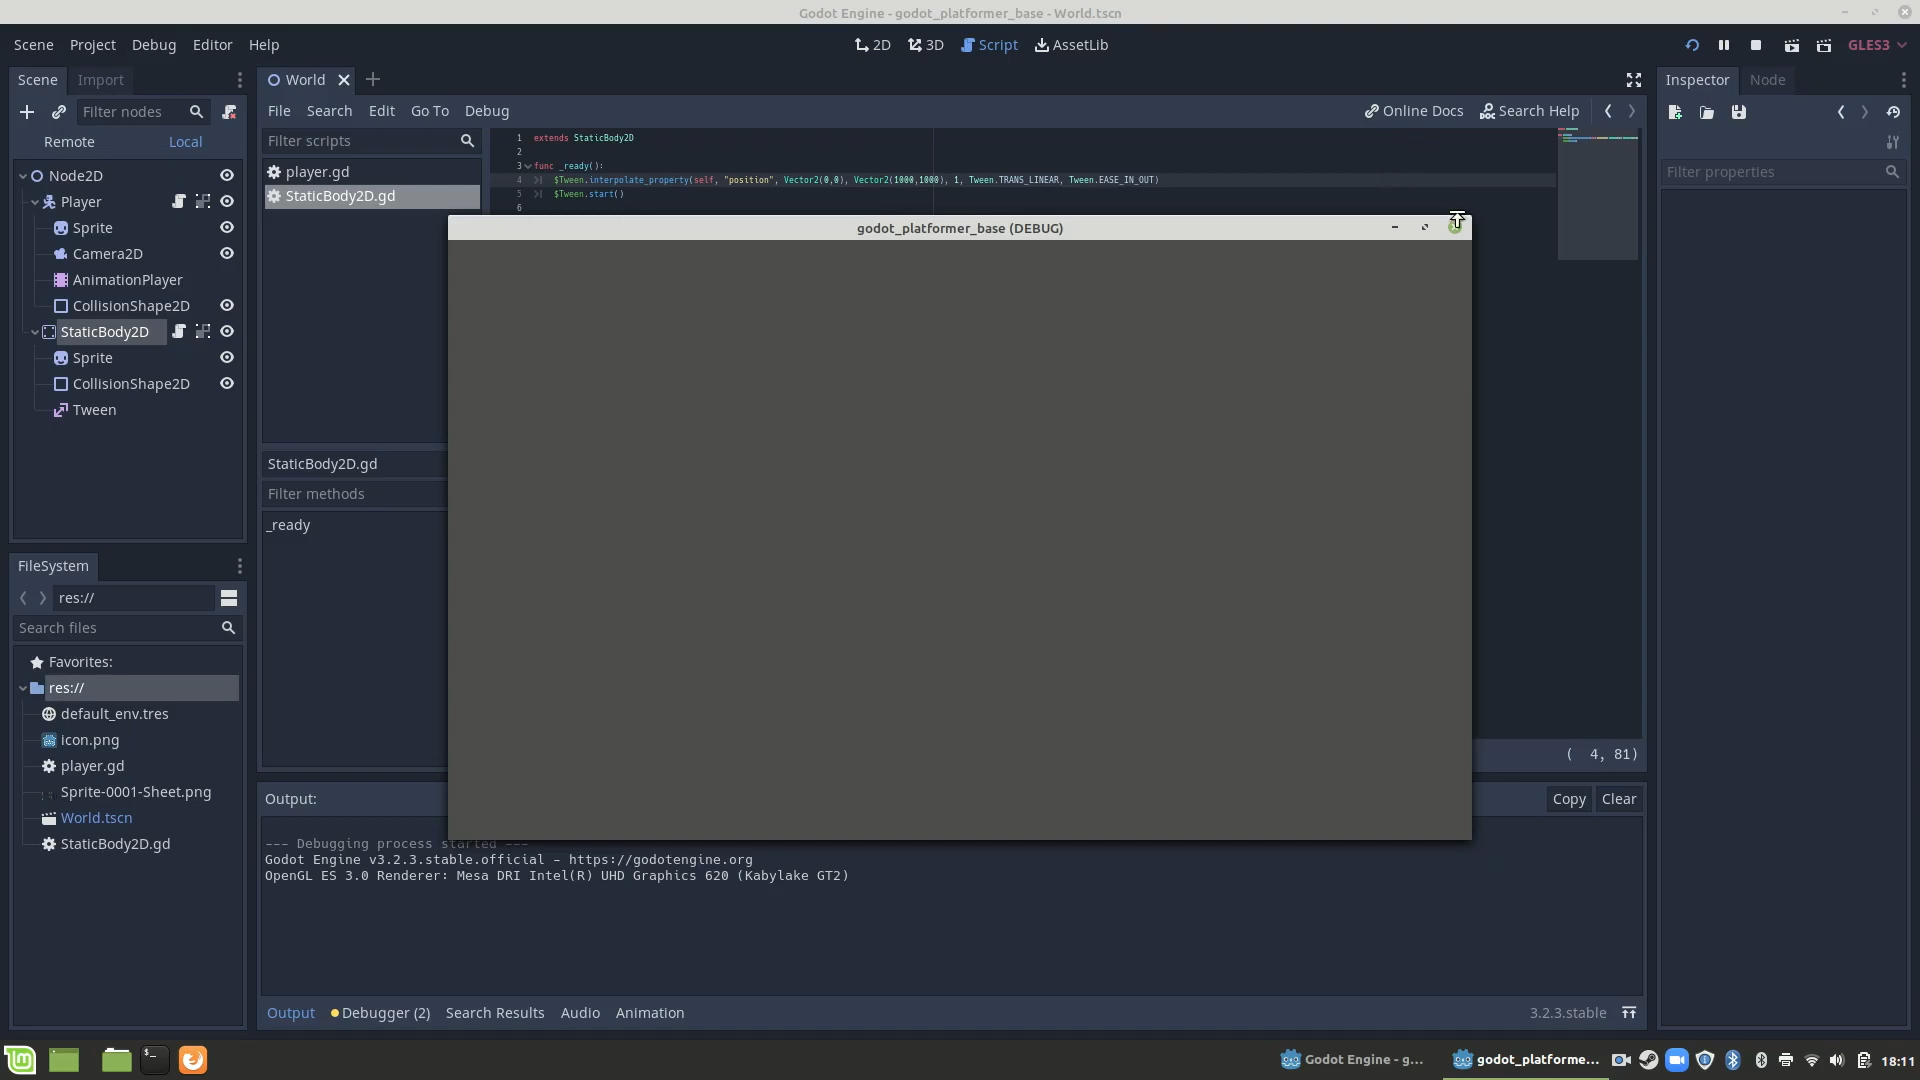 Godot Engine - godot_platformer_base - World.tscn
Scene Project Debug Editor Help
2D 3D Script AssetLib
GLES3
Scene Import
World
Inspector Node
Filter nodes
File Search Edit Go To Debug
Online Docs Search Help
Remote Local
Filter scripts
player.gd
StaticBody2D.gd
1 extends StaticBody2D
2
3 func _ready():
4 $Tween.interpolate_property(self, "position", Vector2(0,0), Vector2(1000,1000), 1, Tween.TRANS_LINEAR, Tween.EASE_IN_OUT)
5 $Tween.start()
6
Filter properties
Node2D
Player
Sprite
Camera2D
AnimationPlayer
CollisionShape2D
StaticBody2D
Sprite
CollisionShape2D
Tween
godot_platformer_base (DEBUG)
StaticBody2D.gd
Filter methods
_ready
FileSystem
res://
Search files
Favorites:
res://
default_env.tres
icon.png
player.gd
Sprite-0001-Sheet.png
World.tscn
StaticBody2D.gd
( 4, 81)
Output:
Copy Clear
--- Debugging process started ---
Godot Engine v3.2.3.stable.official - https://godotengine.org
OpenGL ES 3.0 Renderer: Mesa DRI Intel(R) UHD Graphics 620 (Kabylake GT2)
Output Debugger (2) Search Results Audio Animation
3.2.3.stable
Godot Engine - g...
godot_platforme...
18:11